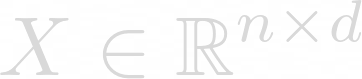 X ∈ ℝ^{n×d}